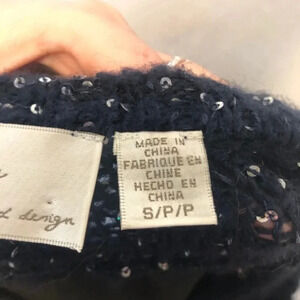 design
MADE IN
CHINA
FABRIQUE EN
CHINE
HECHO EN
CHINA
S/P/P